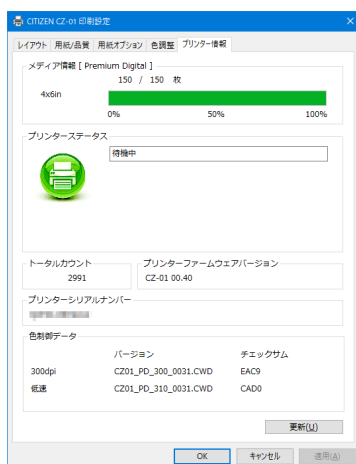 CITIZEN CZ-01 印刷設定
レイアウト 用紙/品質 用紙オプション 色調整 プリンター情報
メディア情報 [ Premium Digital ]
150 / 150 枚
4x6in
0% 50% 100%
プリンターステータス
待機中
トータルカウント プリンターファームウェアバージョン
2991 CZ-01 00.40
プリンターシリアルナンバー
色制御データ
バージョン チェックサム
300dpi CZ01_PD_300_0031.CWD EAC9
低速 CZ01_PD_310_0031.CWD CAD0
更新(U)
OK キャンセル 適用(A)